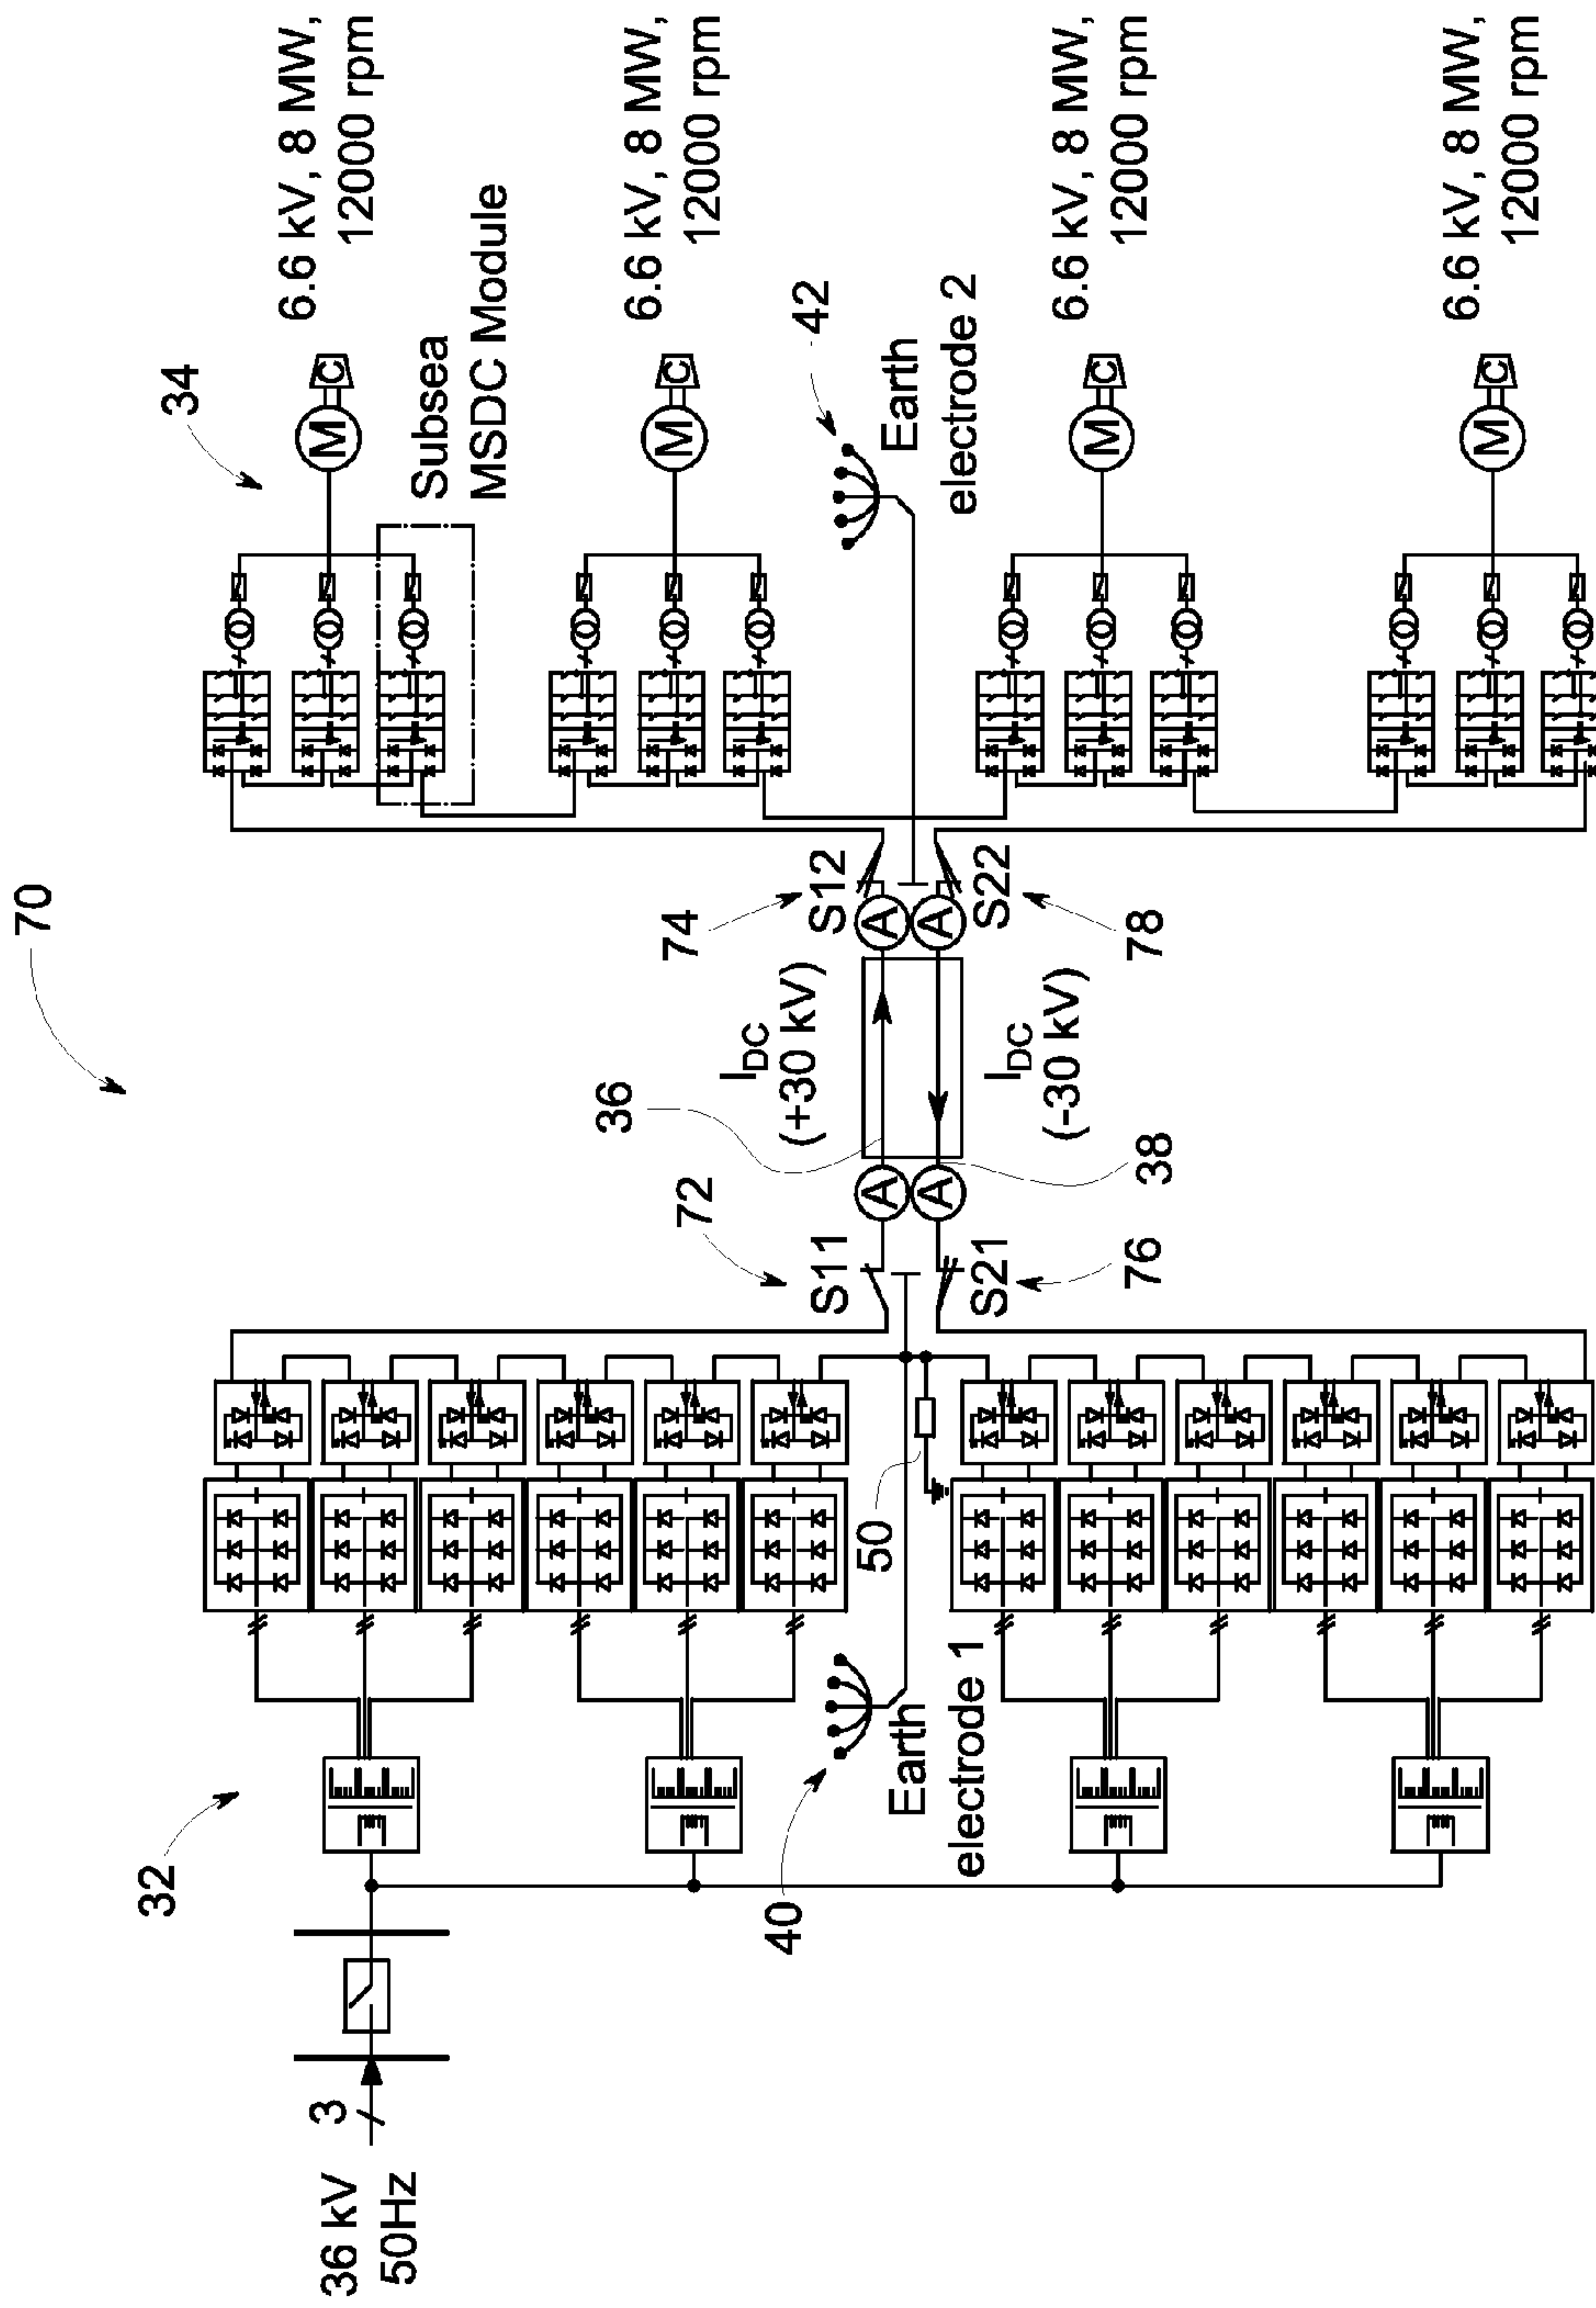 70
32
36 kV
50Hz
3
40
Earth
electrode 1
50
72
S11
S21
76
A
A
36
38
I_DC
(+30 kV)
I_DC
(-30 kV)
A
A
74
S12
S22
78
42
Earth
electrode 2
34
Subsea
MSDC Module
M
C
6.6 kV, 8 MW,
12000 rpm
M
C
6.6 kV, 8 MW,
12000 rpm
M
C
6.6 kV, 8 MW,
12000 rpm
M
C
6.6 kV, 8 MW,
12000 rpm